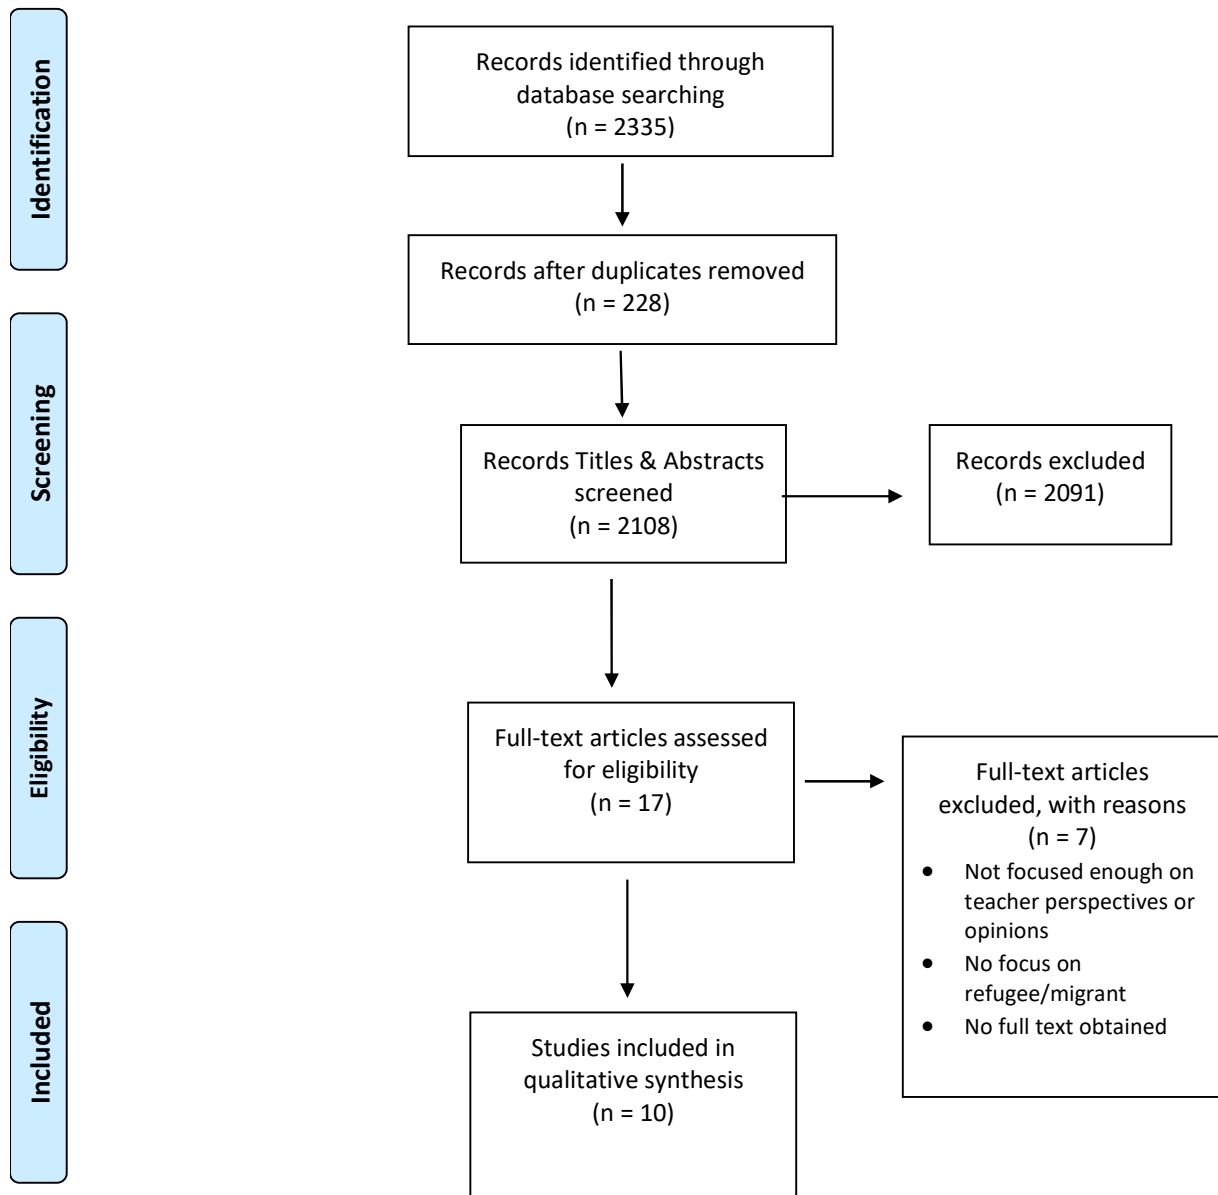 Identification
Records identified through
database searching
(n = 2335)
Records after duplicates removed
(n = 228)
Screening
Records Titles & Abstracts
screened
(n = 2108)
Records excluded
(n = 2091)
Eligibility
Full-text articles assessed
for eligibility
(n = 17)
Full-text articles
excluded, with reasons
(n = 7)
• Not focused enough on
teacher perspectives or
opinions
• No focus on
refugee/migrant
• No full text obtained
Included
Studies included in
qualitative synthesis
(n = 10)